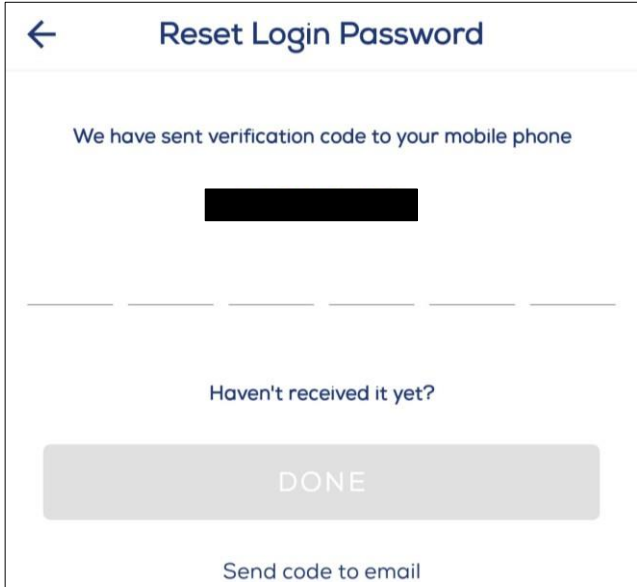 Reset Login Password
We have sent verification code to your mobile phone
Haven't received it yet?
DONE
Send code to email